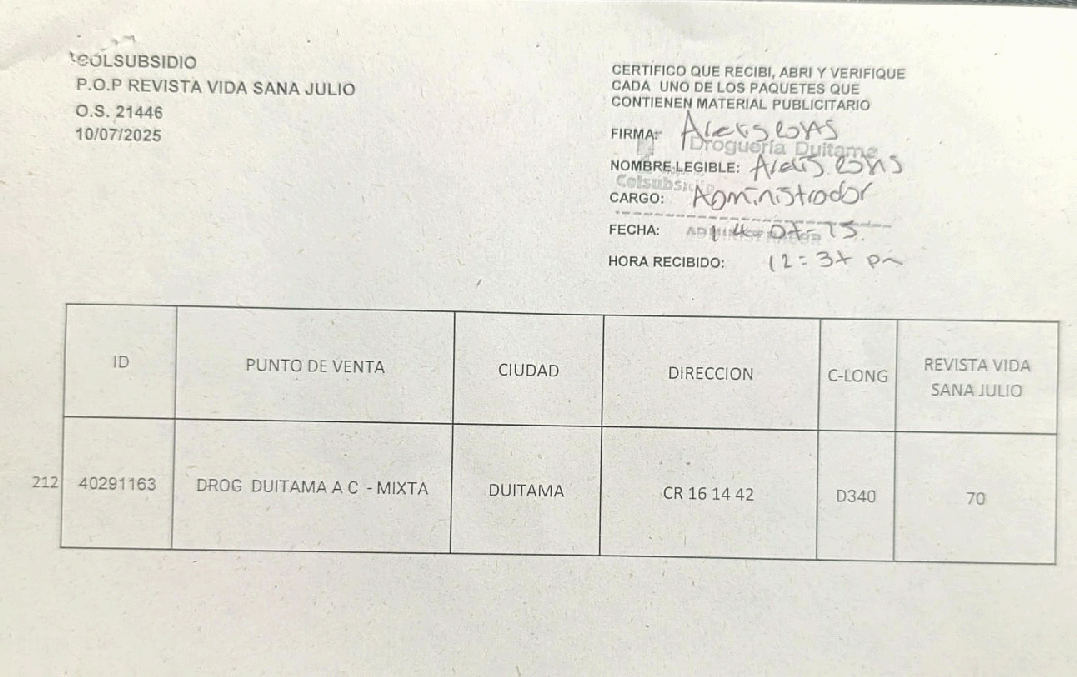 COLSUBSIDIO
P.O.P REVISTA VIDA SANA JULIO
O.S. 21446
10/07/2025
CERTIFICO QUE RECIBI, ABRI Y VERIFIQUE
CADA UNO DE LOS PAQUETES QUE
CONTIENEN MATERIAL PUBLICITARIO
FIRMA:
Droguería Duitama
NOMBRE LEGIBLE:
Colsubsidio
CARGO: Administrador
FECHA:
ADMINISTRADOR
HORA RECIBIDO: 12:37 pm
ID
PUNTO DE VENTA
CIUDAD
DIRECCION
C-LONG
REVISTA VIDA
SANA JULIO
212
40291163
DROG DUITAMA A C - MIXTA
DUITAMA
CR 16 14 42
D340
70